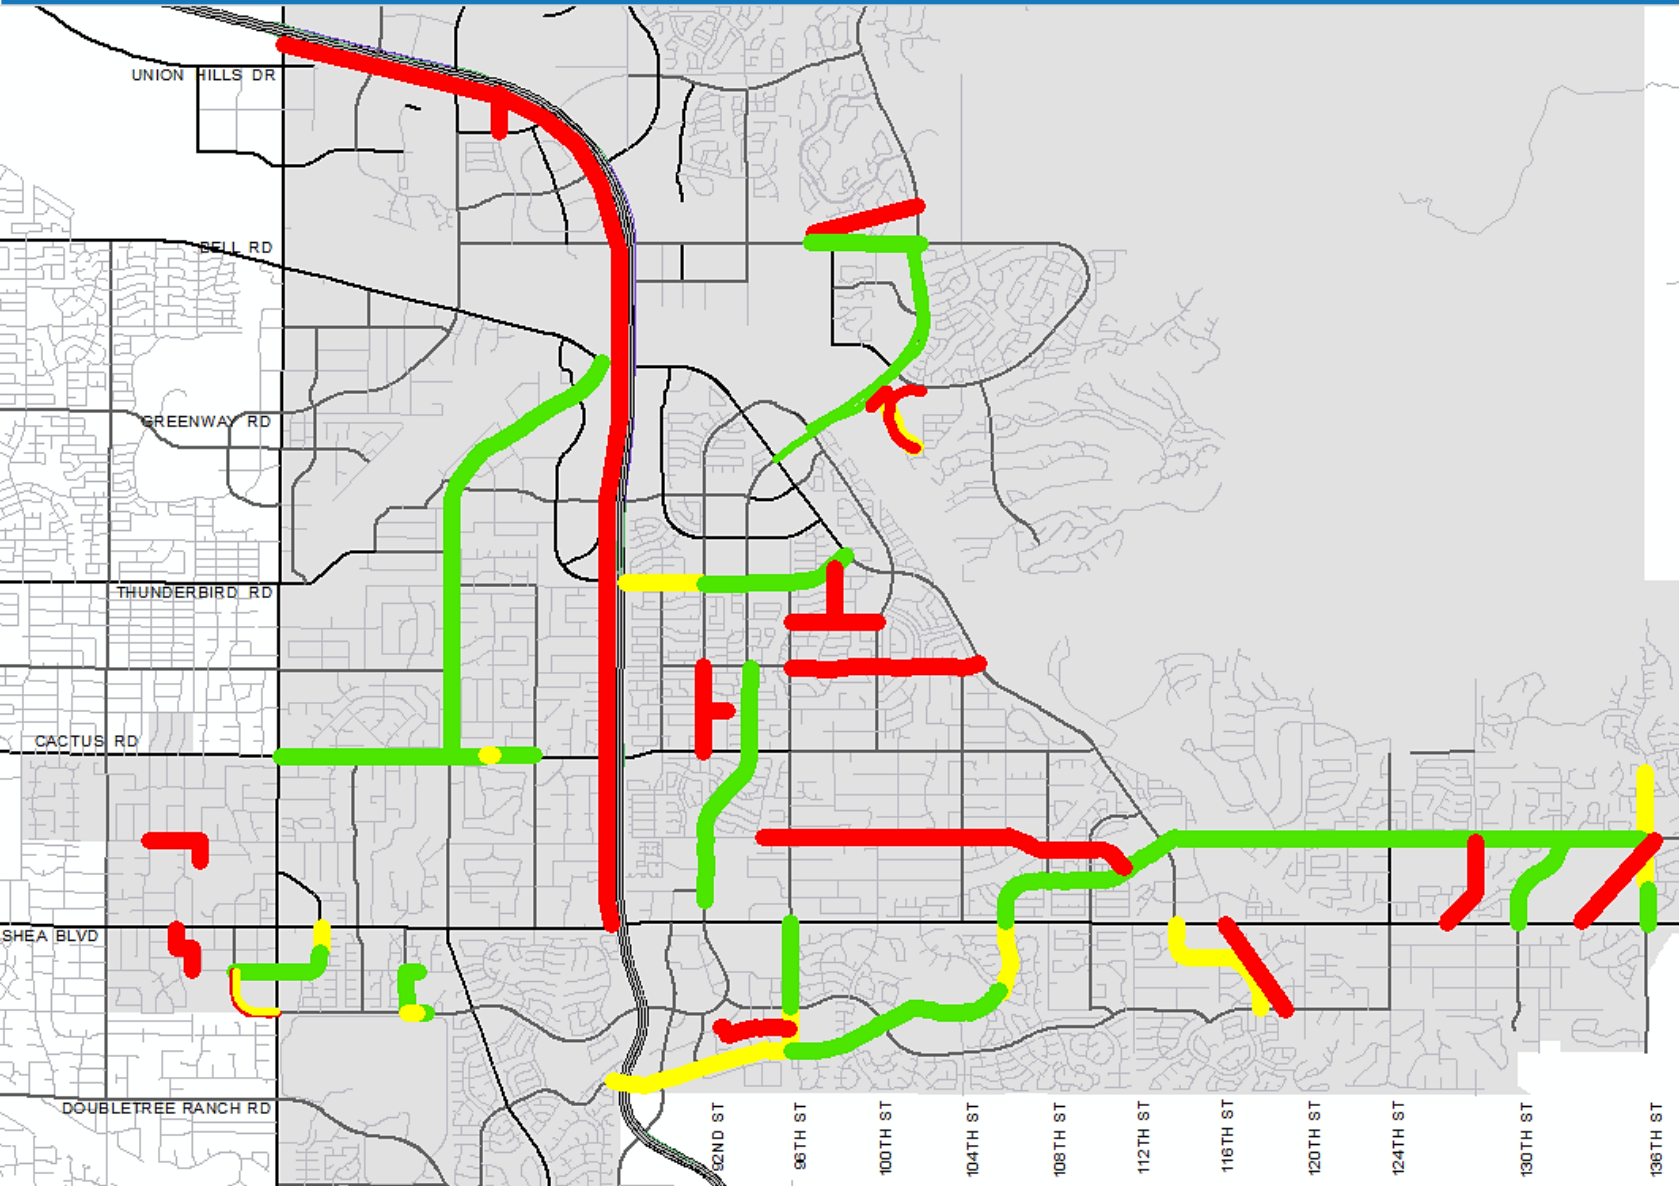 UNION HILLS DR
BELL RD
GREENWAY RD
THUNDERBIRD RD
CACTUS RD
SHEA BLVD
DOUBLETREE RANCH RD
92ND ST
96TH ST
100TH ST
104TH ST
108TH ST
112TH ST
116TH ST
120TH ST
124TH ST
130TH ST
136TH ST